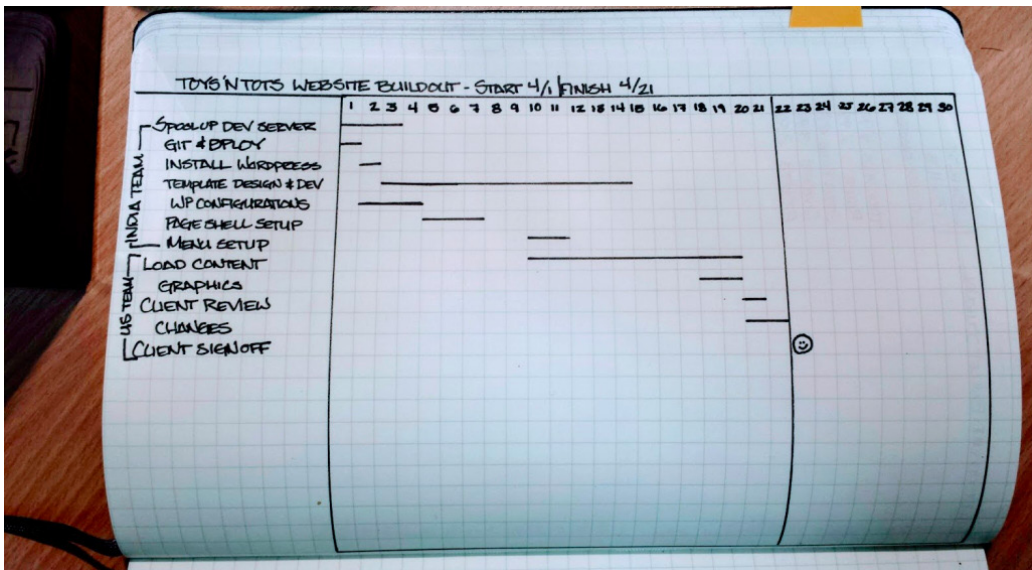 TOYS'N TOTS WEBSITE BUILDOUT - START 4/1 | FINISH 4/21
1 2 3 4 5 6 7 8 9 10 11 12 13 14 15 16 17 18 19 20 21 22 23 24 25 26 27 28 29 30
INDIA TEAM
SPOOLUP DEV SERVER
GIT & DPLOY
INSTALL WORDPRESS
TEMPLATE DESIGN & DEV
WP CONFIGURATIONS
PAGE SHELL SETUP
MENU SETUP
US TEAM
LOAD CONTENT
GRAPHICS
CLIENT REVIEW
CHANGES
CLIENT SIGN OFF